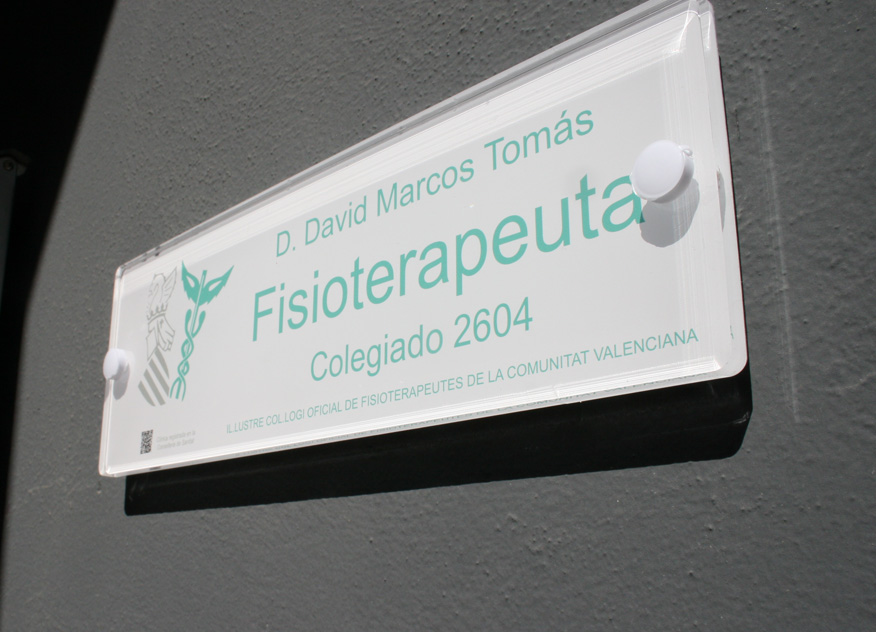 D. David Marcos Tomás
Fisioterapeuta
Colegiado 2604
IL·LUSTRE COL.LOGI OFICIAL DE FISIOTERAPEUTES DE LA COMUNITAT VALENCIANA